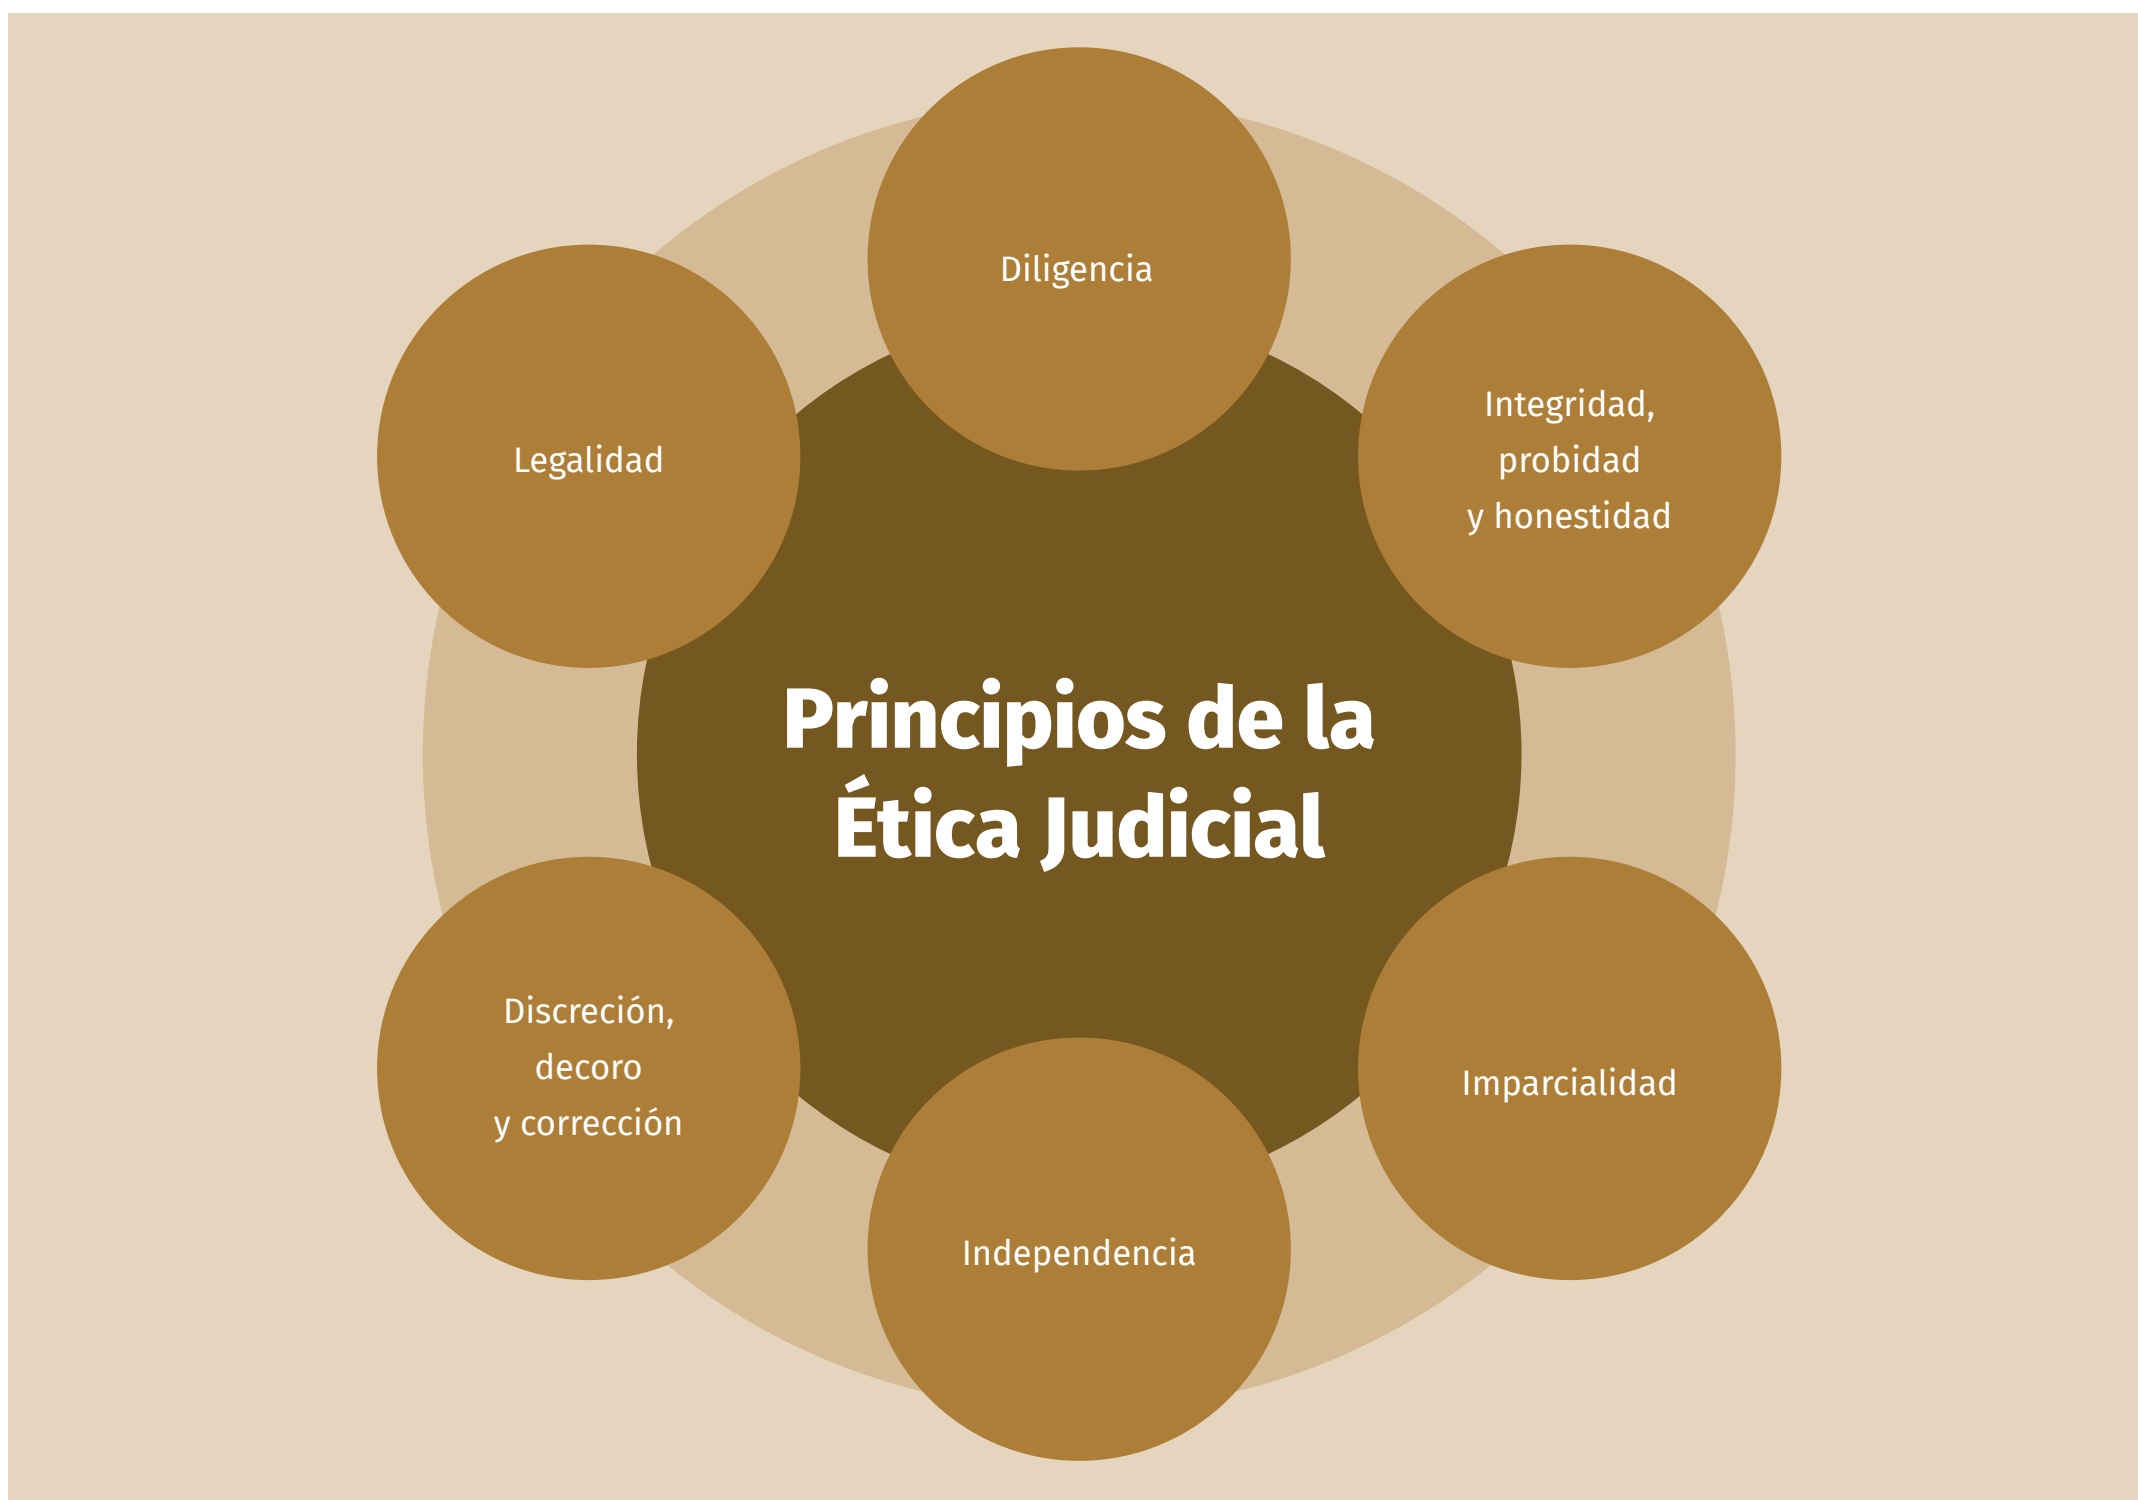 Diligencia
Integridad,
probidad
y honestidad
Legalidad
Principios de la
Ética Judicial
Discreción,
decoro
y corrección
Imparcialidad
Independencia